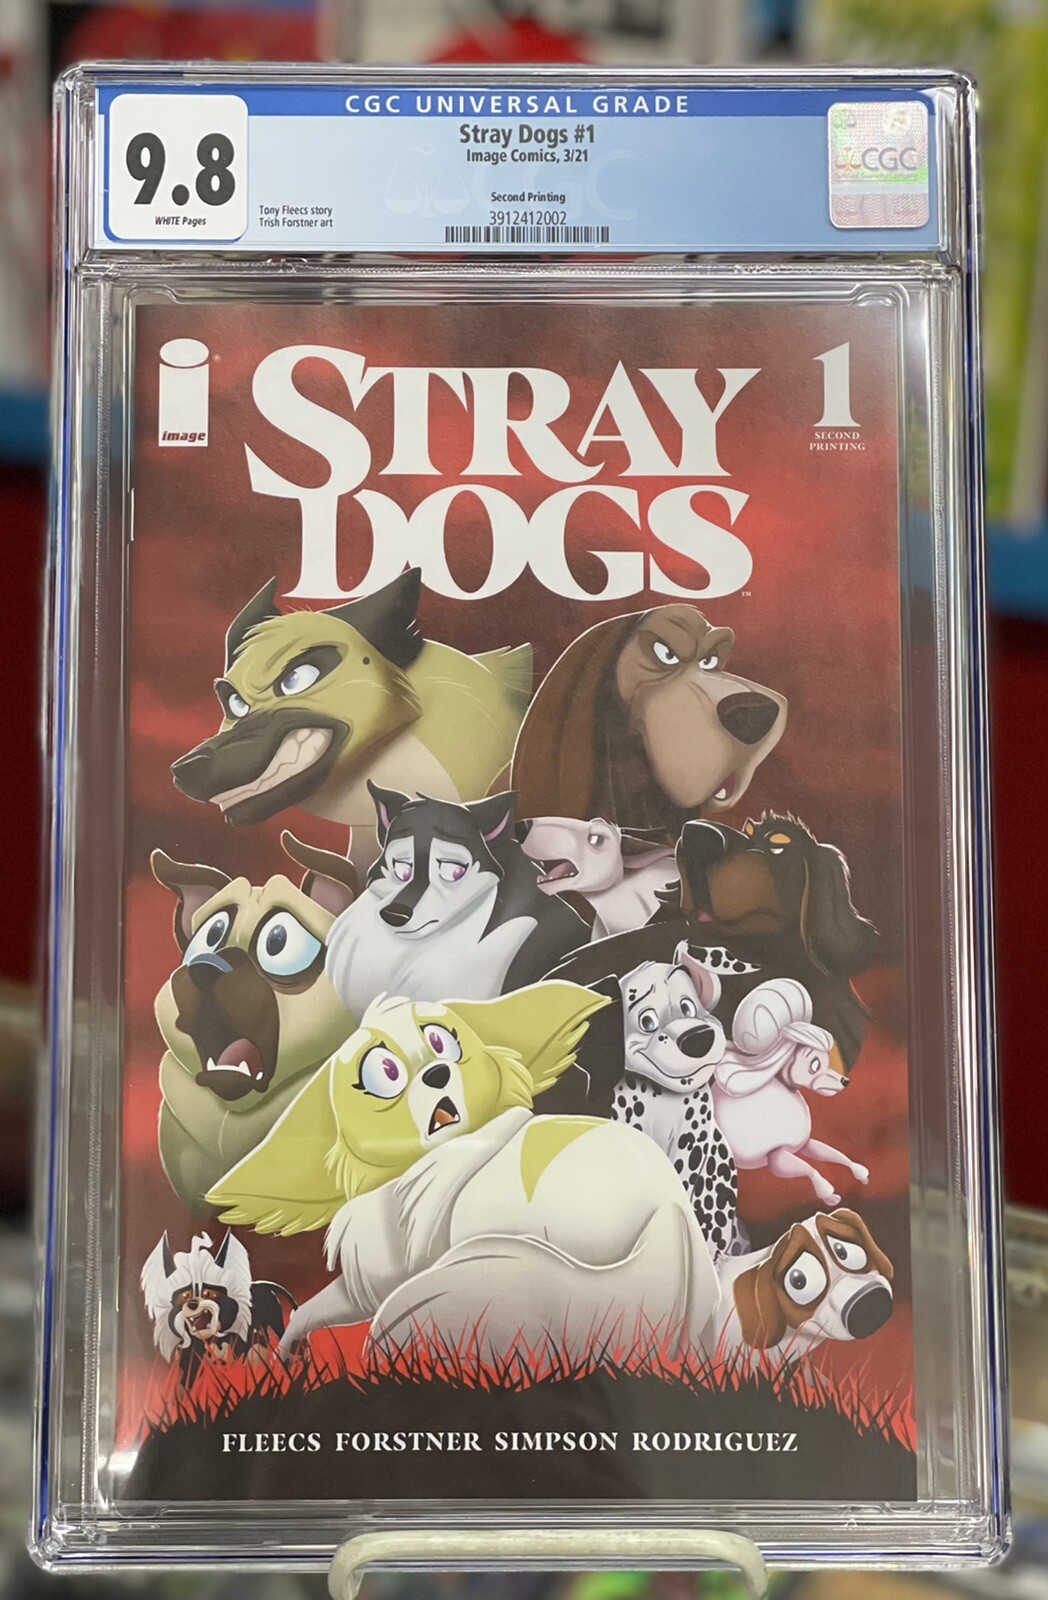 CGC UNIVERSAL GRADE
9.8
WHITE Pages
Stray Dogs #1
Image Comics, 3/21
Second Printing
Tony Fleecs story
Trish Forstner art
3912412002
CGC
image
STRAY
DOGS
TM
1
SECOND
PRINTING
FLEECS FORSTNER SIMPSON RODRIGUEZ